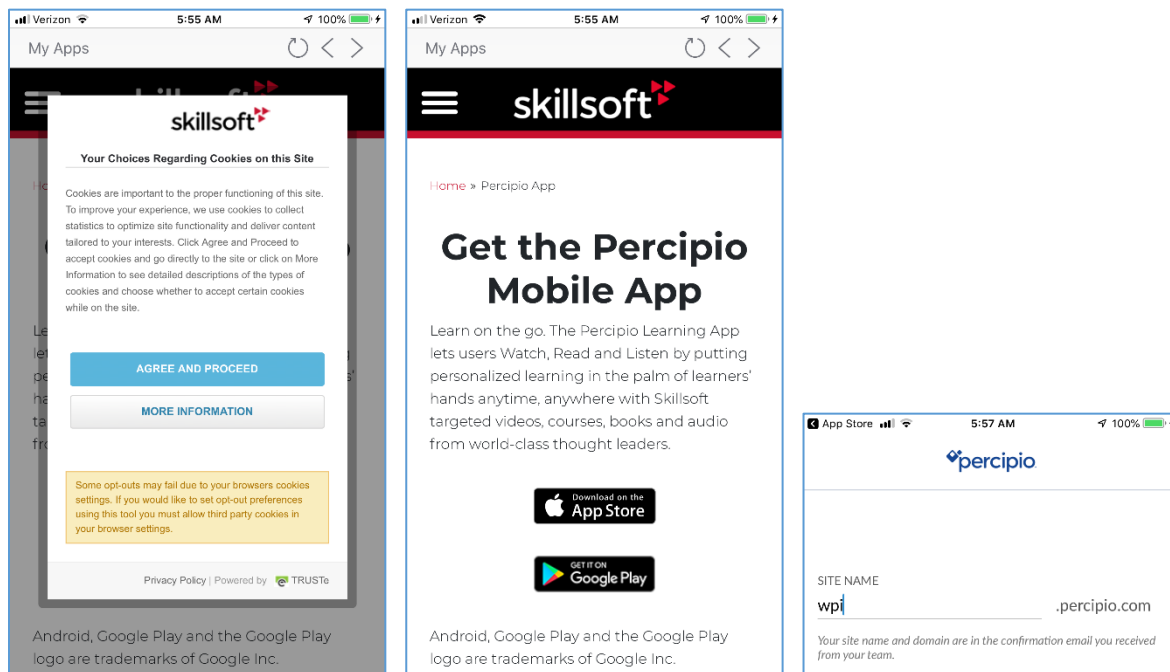 Verizon 5:55 AM 100%
My Apps
skillsoft
Your Choices Regarding Cookies on this Site
Cookies are important to the proper functioning of this site.
To improve your experience, we use cookies to collect
statistics to optimize site functionality and deliver content
tailored to your interests. Click Agree and Proceed to
accept cookies and go directly to the site or click on More
Information to see detailed descriptions of the types of
cookies and choose whether to accept certain cookies
while on the site.
AGREE AND PROCEED
MORE INFORMATION
Some opt-outs may fail due to your browsers cookies
settings. If you would like to set opt-out preferences
using this tool you must allow third party cookies in
your browser settings.
Privacy Policy | Powered by TRUSTe
Android, Google Play and the Google Play
logo are trademarks of Google Inc.
Verizon 5:55 AM 100%
My Apps
skillsoft
Home » Percipio App
Get the Percipio
Mobile App
Learn on the go. The Percipio Learning App
lets users Watch, Read and Listen by putting
personalized learning in the palm of learners'
hands anytime, anywhere with Skillsoft
targeted videos, courses, books and audio
from world-class thought leaders.
Download on the
App Store
GET IT ON
Google Play
Android, Google Play and the Google Play
logo are trademarks of Google Inc.
App Store 5:57 AM 100%
percipio
SITE NAME
wpi .percipio.com
Your site name and domain are in the confirmation email you received
from your team.